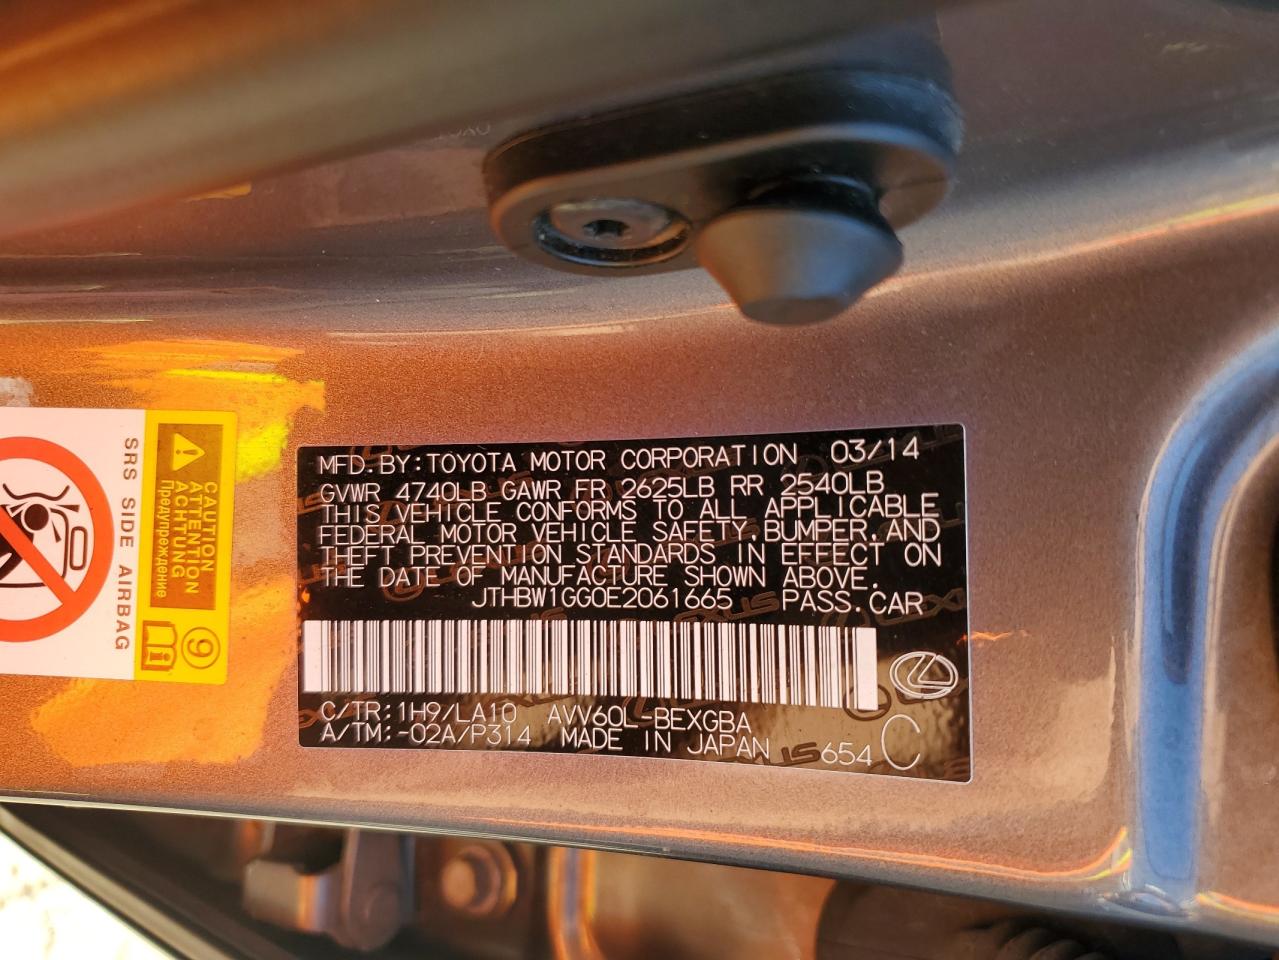 MFD.BY:TOYOTA MOTOR CORPORATION 03/14
GVWR 4740LB GAWR FR 2625LB RR 2540LB
THIS VEHICLE CONFORMS TO ALL APPLICABLE
FEDERAL MOTOR VEHICLE SAFETY,BUMPER,AND
THEFT PREVENTION STANDARDS IN EFFECT ON
THE DATE OF MANUFACTURE SHOWN ABOVE.
JTHBW1GG0E2061665 PASS.CAR
C/TR:1H9/LA10 AVV60L-BEXGBA
A/TM:-02A/P314 MADE IN JAPAN 654 C
CAUTION
ATTENTION
ACHTUNG
Предупреждение
SRS SIDE AIRBAG